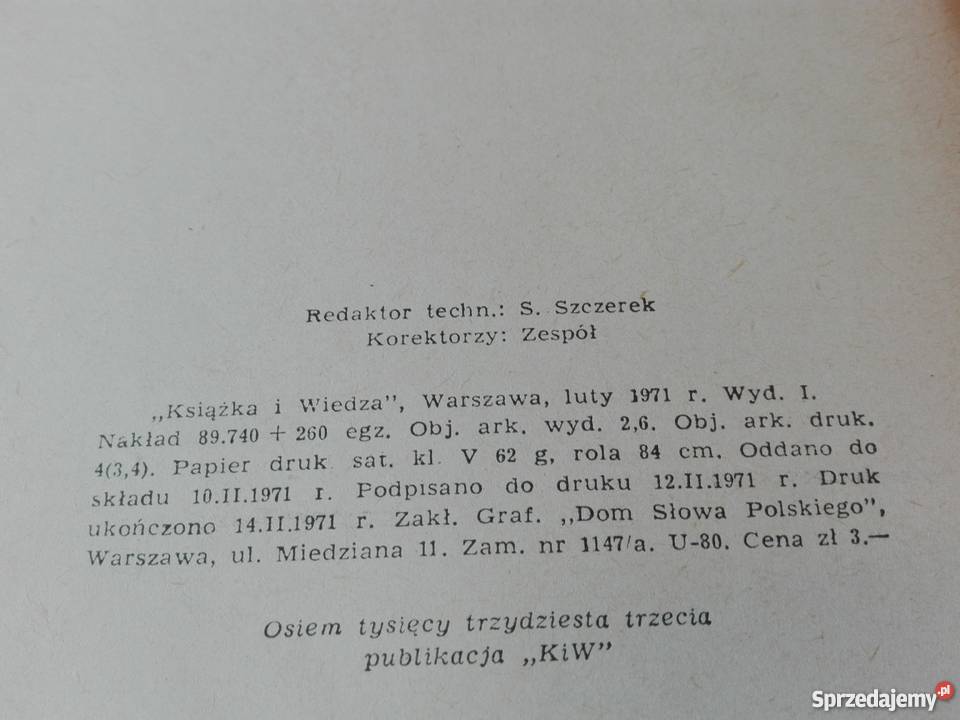 Redaktor techn.: S. Szczerek
Korektorzy: Zespół
„Książka i Wiedza", Warszawa, luty 1971 r. Wyd. I.
Nakład 89.740 + 260 egz. Obj. ark. wyd. 2,6. Obj. ark. druk.
4(3,4). Papier druk sat. kl. V 62 g, rola 84 cm. Oddano do
składu 10.II.1971 r. Podpisano do druku 12.II.1971 r. Druk
ukończono 14.II.1971 r. Zakł. Graf. „Dom Słowa Polskiego",
Warszawa, ul. Miedziana 11. Zam. nr 1147/a. U-80. Cena zł 3.—
Osiem tysięcy trzydziesta trzecia
publikacja „KiW"
Sprzedajemy.pl